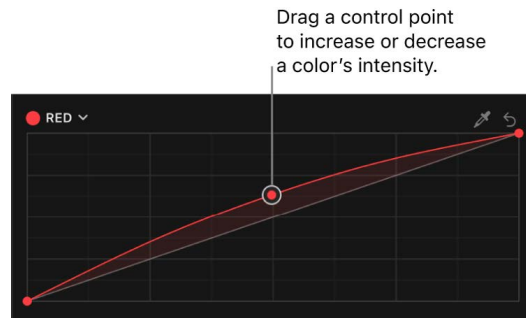 Drag a control point
to increase or decrease
a color’s intensity.
RED